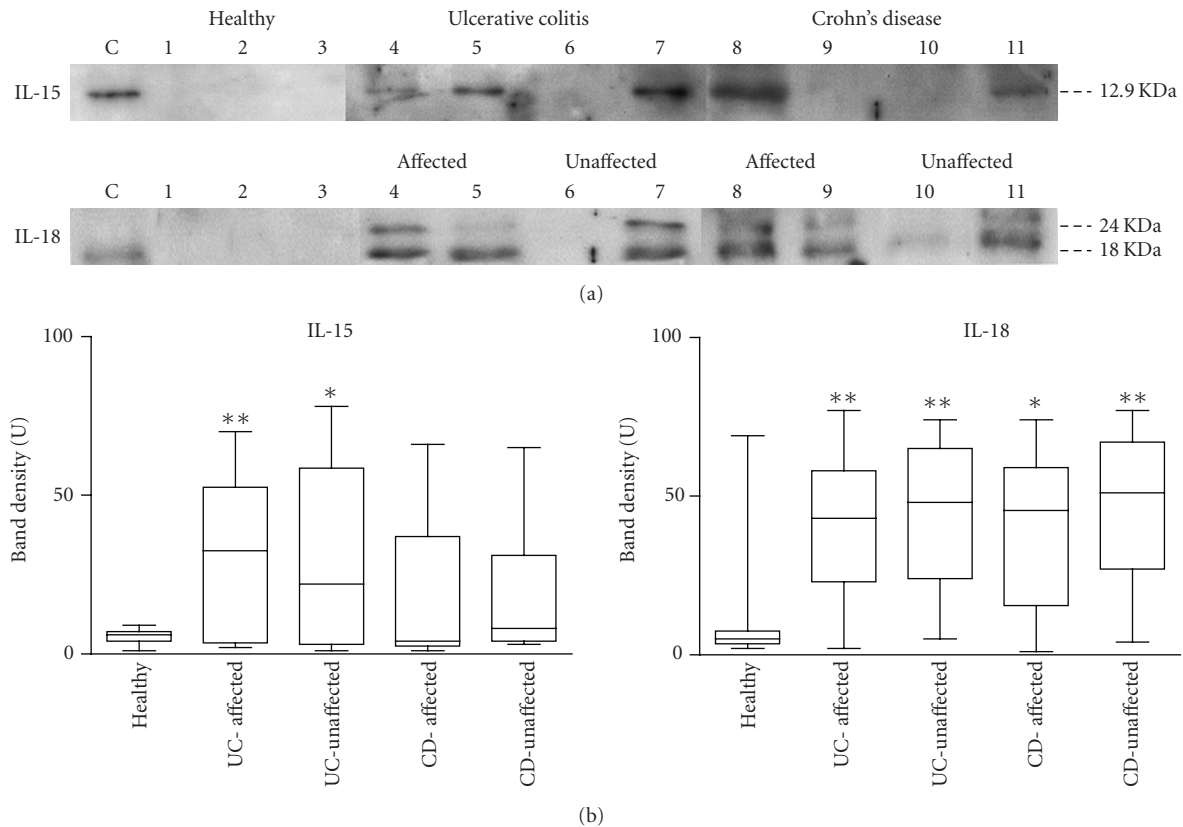 Healthy Ulcerative colitis Crohn's disease
C 1 2 3 4 5 6 7 8 9 10 11
IL-15 12.9 KDa
Affected Unaffected Affected Unaffected
C 1 2 3 4 5 6 7 8 9 10 11
IL-18 24 KDa
18 KDa
(a)
IL-15
100
50
0
Band density (U)
** *
Healthy
UC- affected
UC-unaffected
CD- affected
CD-unaffected
IL-18
100
50
0
Band density (U)
** ** * **
Healthy
UC- affected
UC-unaffected
CD- affected
CD-unaffected
(b)